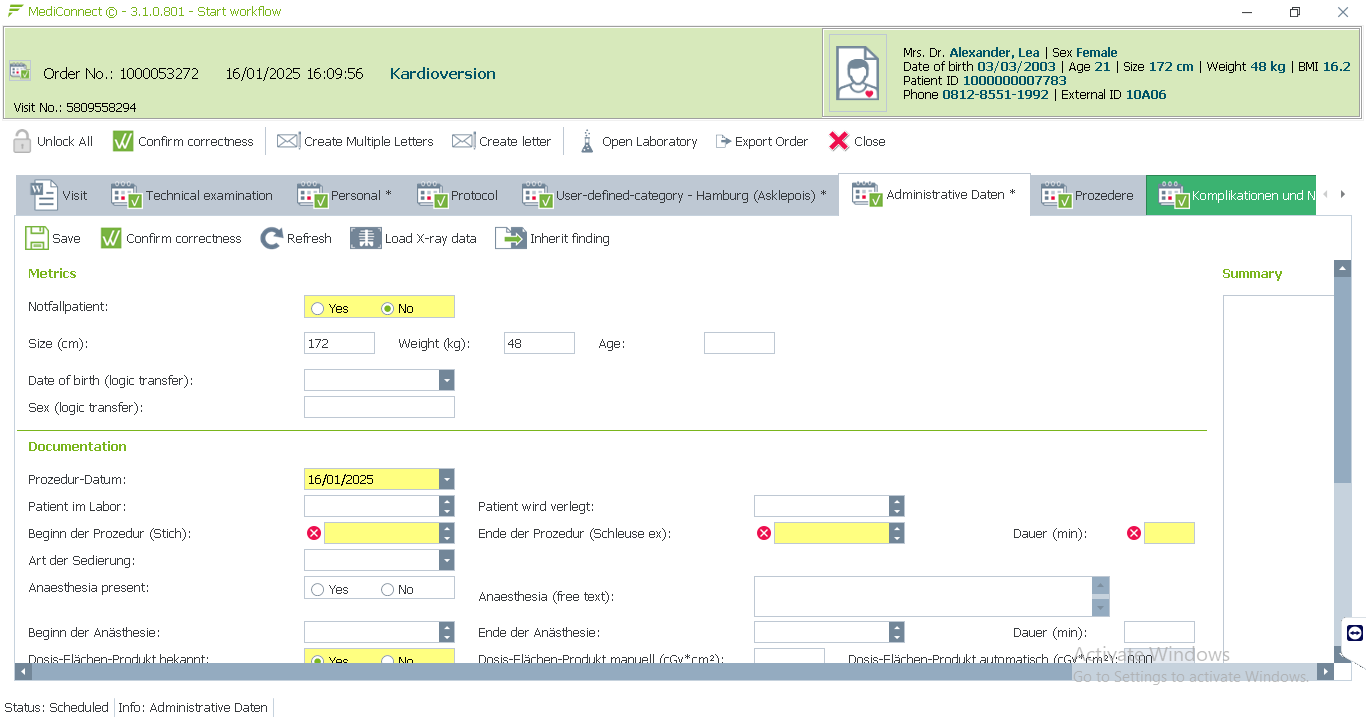 MediConnect © - 3.1.0.801 - Start workflow
Order No.: 1000053272 16/01/2025 16:09:56 Kardioversion
Visit No.: 5809558294
Mrs. Dr. Alexander, Lea | Sex Female
Date of birth 03/03/2003 | Age 21 | Size 172 cm | Weight 48 kg | BMI 16.2
Patient ID 1000000007783
Phone 0812-8551-1992 | External ID 10A06
Unlock All Confirm correctness Create Multiple Letters Create letter Open Laboratory Export Order Close
Visit Technical examination Personal * Protocol User-defined-category - Hamburg (Asklepois) * Administrative Daten * Prozedere Komplikationen und N
Save Confirm correctness Refresh Load X-ray data Inherit finding
Metrics Summary
Notfallpatient: Yes No
Size (cm): 172 Weight (kg): 48 Age:
Date of birth (logic transfer):
Sex (logic transfer):
Documentation
Prozedur-Datum: 16/01/2025
Patient im Labor: Patient wird verlegt:
Beginn der Prozedur (Stich): Ende der Prozedur (Schleuse ex): Dauer (min):
Art der Sedierung:
Anaesthesia present: Yes No Anaesthesia (free text):
Beginn der Anästhesie: Ende der Anästhesie: Dauer (min):
Dosis-Flächen-Produkt bekannt: Yes No Dosis-Flächen-Produkt manuell (cGy*cm²): Dosis-Flächen-Produkt automatisch (cGy*cm²): 0.00
Activate Windows
Go to Settings to activate Windows.
Status: Scheduled Info: Administrative Daten